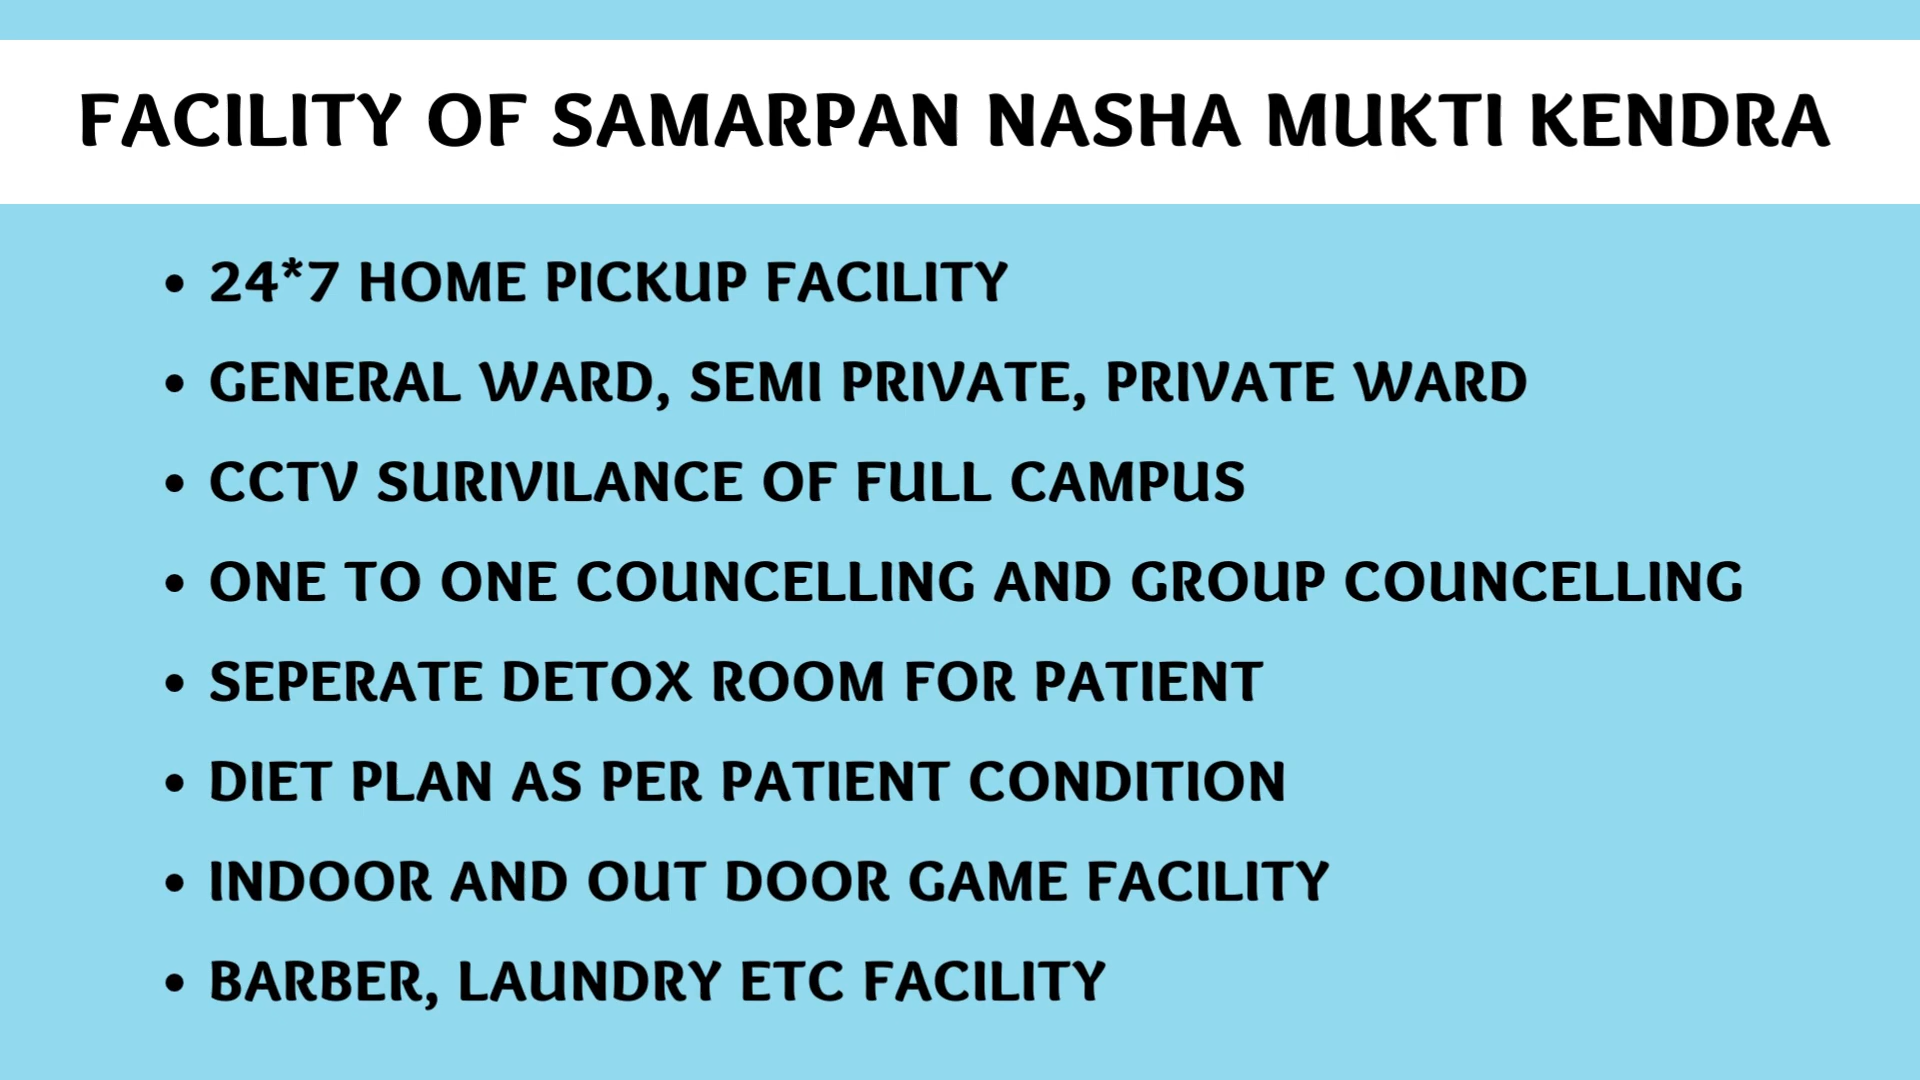 FACILITY OF SAMARPAN NASHA MUKTI KENDRA
• 24*7 HOME PICKUP FACILITY
• GENERAL WARD, SEMI PRIVATE, PRIVATE WARD
• CCTV SURIVILANCE OF FULL CAMPUS
• ONE TO ONE COUNCELLING AND GROUP COUNCELLING
• SEPERATE DETOX ROOM FOR PATIENT
• DIET PLAN AS PER PATIENT CONDITION
• INDOOR AND OUT DOOR GAME FACILITY
• BARBER, LAUNDRY ETC FACILITY